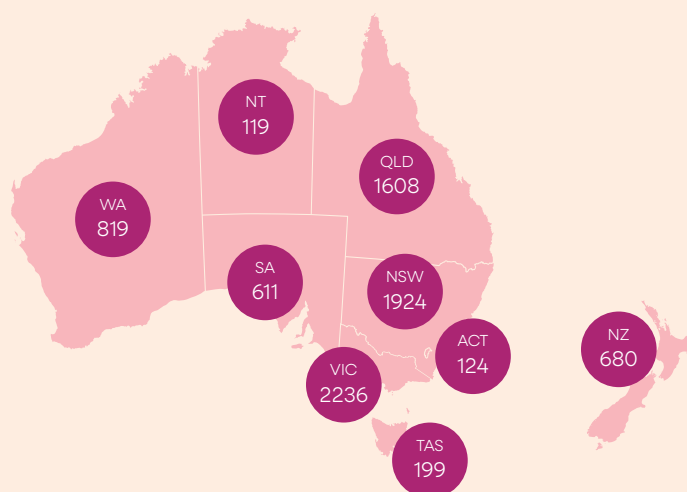 NT
119
QLD
1608
WA
819
SA
611
NSW
1924
NZ
680
ACT
124
VIC
2236
TAS
199